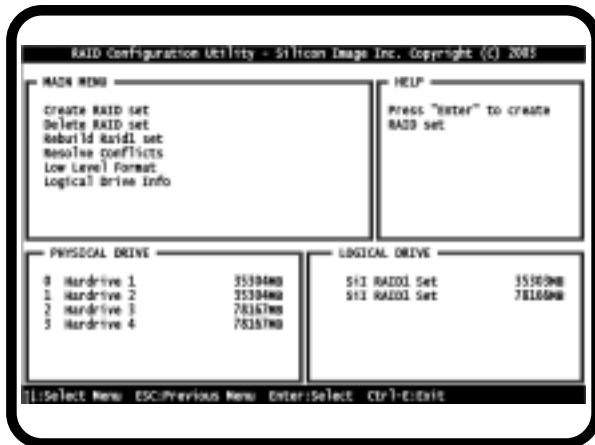 RAID Configuration Utility - Silicon Image Inc. Copyright (C) 2003
MAIN MENU
Create RAID set
Delete RAID set
Rebuild Raid1 set
Resolve Conflicts
Low Level Format
Logical Drive Info
HELP
Press "Enter" to create
RAID set
PHYSICAL DRIVE
0 Hardrive 1 35304MB
1 Hardrive 2 35304MB
2 Hardrive 3 78167MB
3 Hardrive 4 78167MB
LOGICAL DRIVE
SiI RAID1 Set 35303MB
SiI RAID1 Set 78166MB
:Select Menu ESC:Previous Menu Enter:Select Ctrl-E:Exit